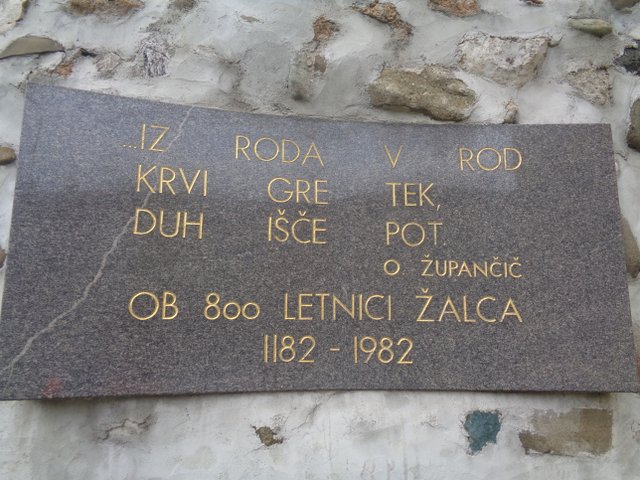 ...IZ RODA V ROD
KRVI GRE TEK,
DUH IŠČE POT.
O ŽUPANČIČ
OB 800 LETNICI ŽALCA
1182 - 1982